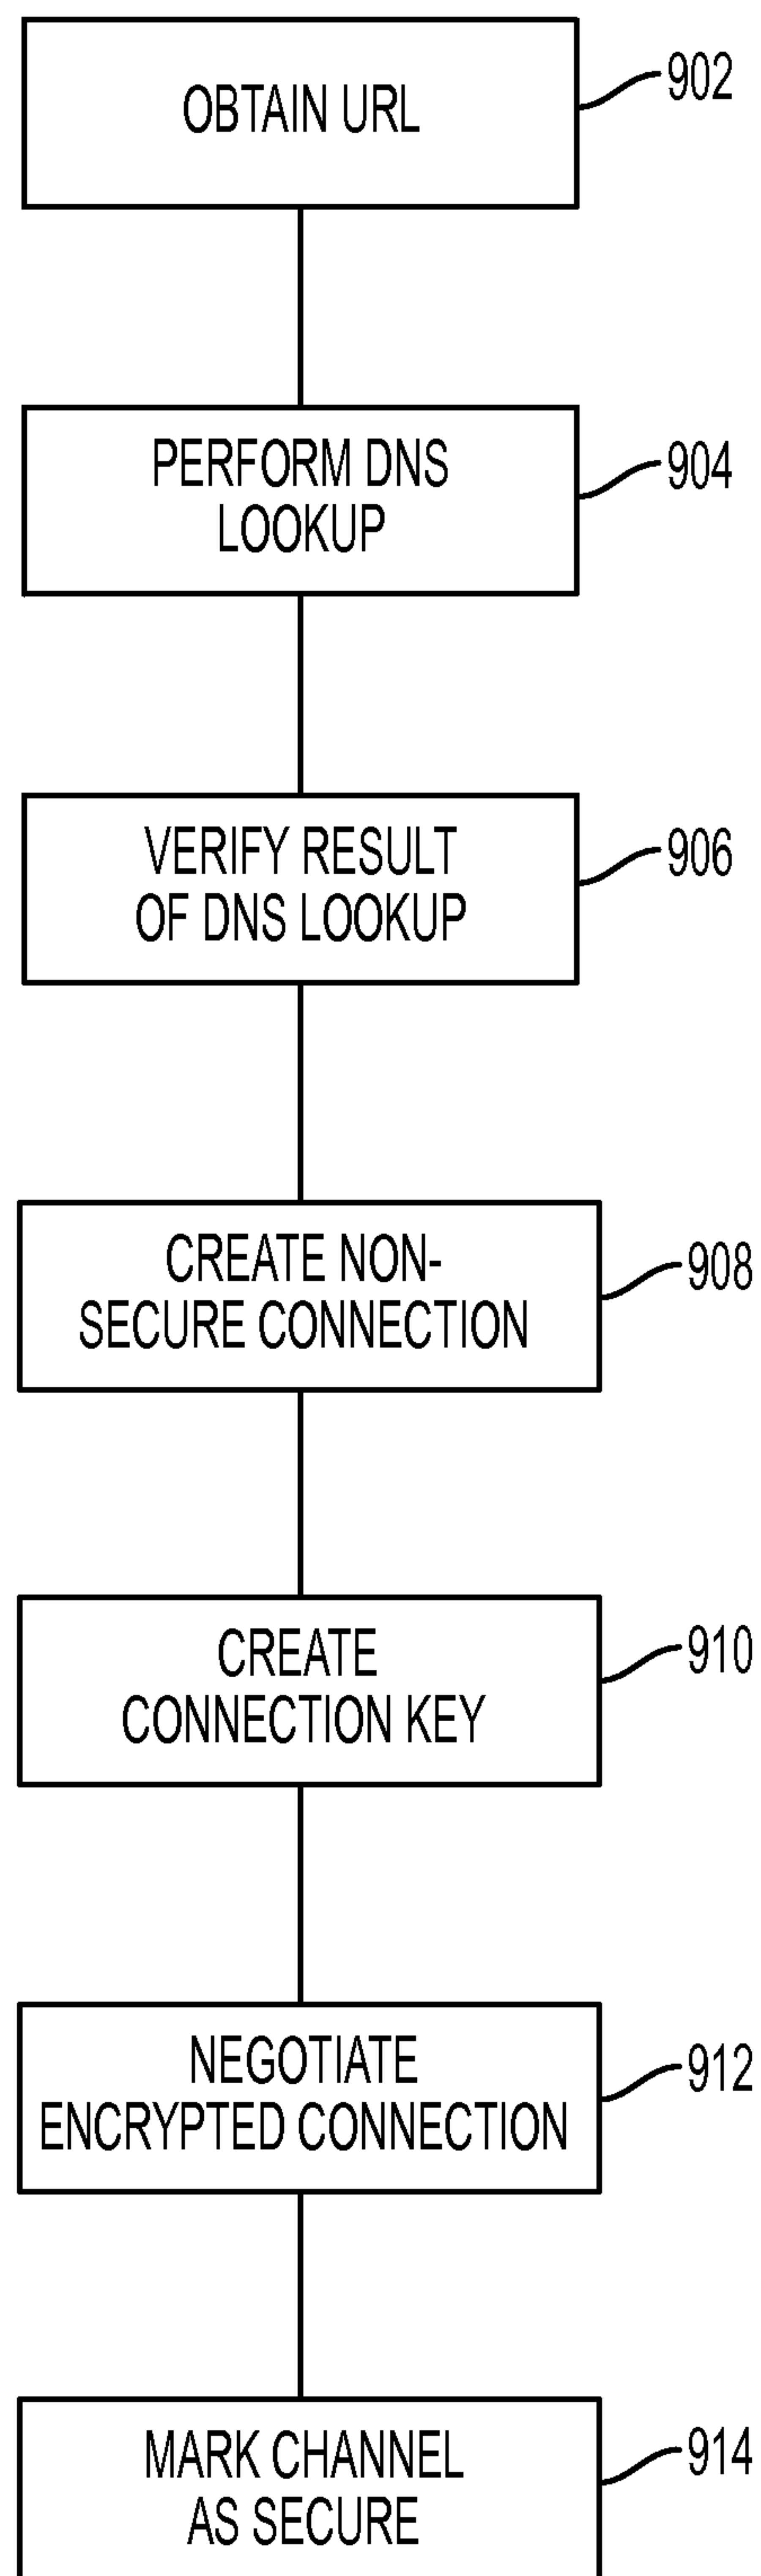 OBTAIN URL
902
PERFORM DNS
LOOKUP
904
VERIFY RESULT
OF DNS LOOKUP
906
CREATE NON-
SECURE CONNECTION
908
CREATE
CONNECTION KEY
910
NEGOTIATE
ENCRYPTED CONNECTION
912
MARK CHANNEL
AS SECURE
914